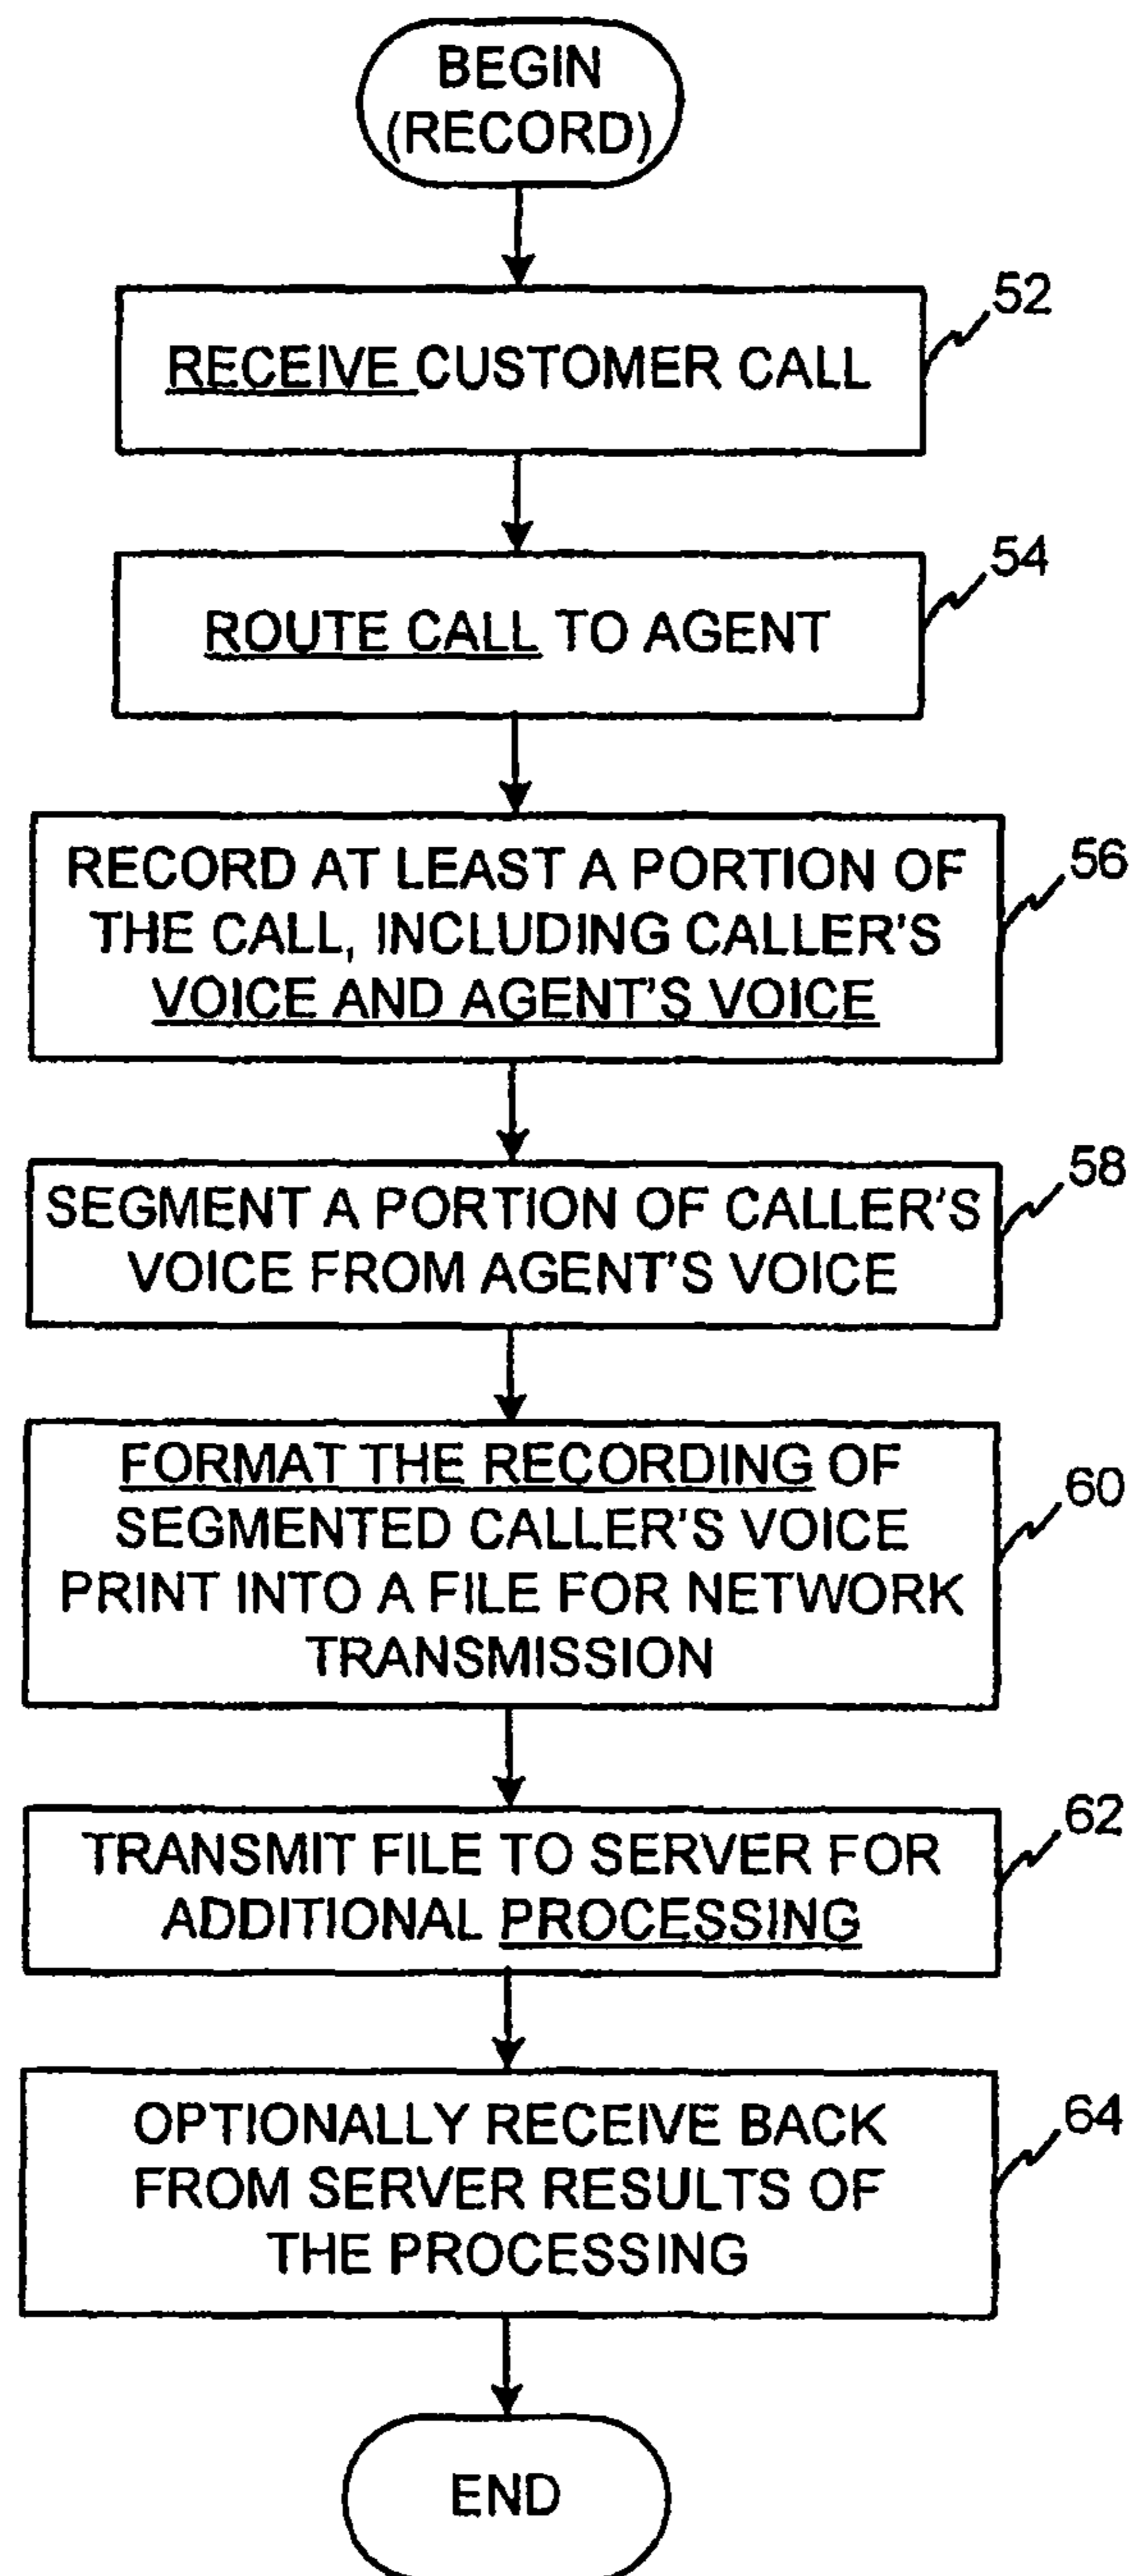 BEGIN
(RECORD)
52
RECEIVE CUSTOMER CALL
54
ROUTE CALL TO AGENT
56
RECORD AT LEAST A PORTION OF
THE CALL, INCLUDING CALLER'S
VOICE AND AGENT'S VOICE
58
SEGMENT A PORTION OF CALLER'S
VOICE FROM AGENT'S VOICE
60
FORMAT THE RECORDING OF
SEGMENTED CALLER'S VOICE
PRINT INTO A FILE FOR NETWORK
TRANSMISSION
62
TRANSMIT FILE TO SERVER FOR
ADDITIONAL PROCESSING
64
OPTIONALLY RECEIVE BACK
FROM SERVER RESULTS OF
THE PROCESSING
END